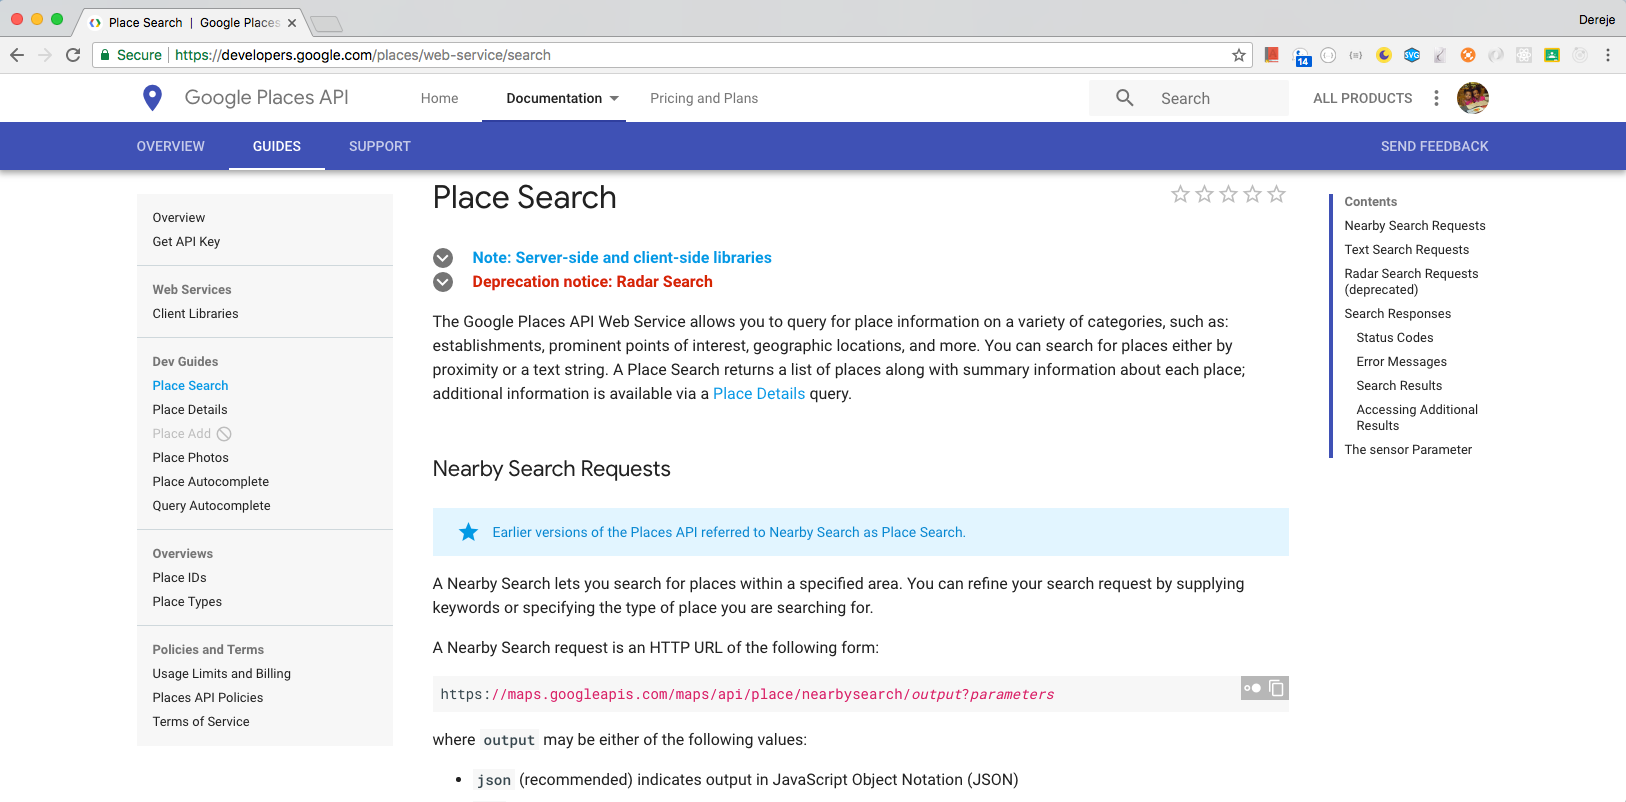 Place Search | Google Places
Dereje
Secure https://developers.google.com/places/web-service/search
14
SVG
Google Places API
Home
Documentation
Pricing and Plans
Search
ALL PRODUCTS
OVERVIEW
GUIDES
SUPPORT
SEND FEEDBACK
Overview
Get API Key
Web Services
Client Libraries
Dev Guides
Place Search
Place Details
Place Add
Place Photos
Place Autocomplete
Query Autocomplete
Overviews
Place IDs
Place Types
Policies and Terms
Usage Limits and Billing
Places API Policies
Terms of Service
Place Search
Note: Server-side and client-side libraries
Deprecation notice: Radar Search
The Google Places API Web Service allows you to query for place information on a variety of categories, such as:
establishments, prominent points of interest, geographic locations, and more. You can search for places either by
proximity or a text string. A Place Search returns a list of places along with summary information about each place;
additional information is available via a Place Details query.
Nearby Search Requests
Earlier versions of the Places API referred to Nearby Search as Place Search.
A Nearby Search lets you search for places within a specified area. You can refine your search request by supplying
keywords or specifying the type of place you are searching for.
A Nearby Search request is an HTTP URL of the following form:
https://maps.googleapis.com/maps/api/place/nearbysearch/output?parameters
where output may be either of the following values:
• json (recommended) indicates output in JavaScript Object Notation (JSON)
Contents
Nearby Search Requests
Text Search Requests
Radar Search Requests
(deprecated)
Search Responses
Status Codes
Error Messages
Search Results
Accessing Additional
Results
The sensor Parameter